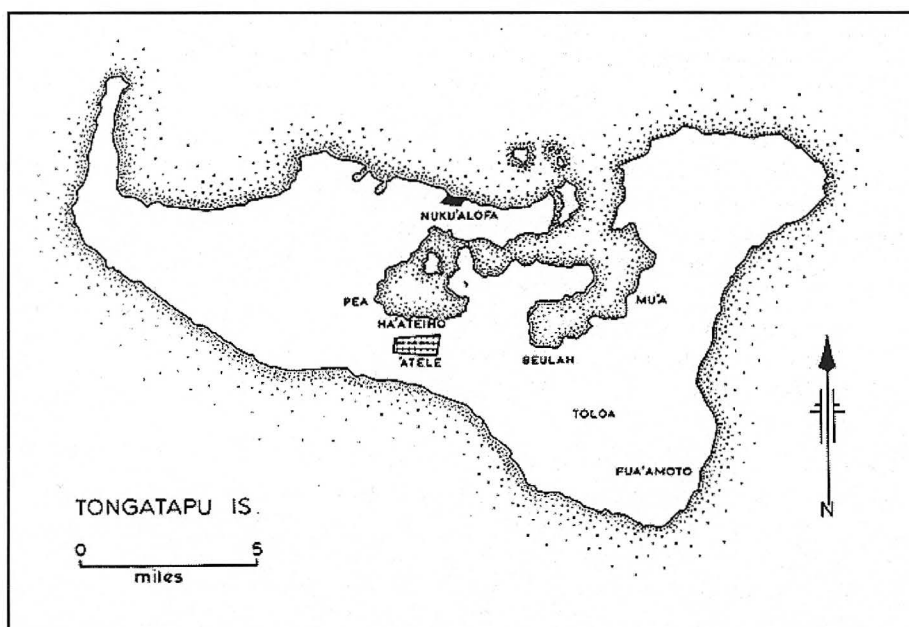 NUKU'ALOFA
PEA
MU'A
HA'ATEIHO
'ATELE
BEULAH
TOLOA
FUA'AMOTO
TONGATAPU IS.
0 5
miles
N